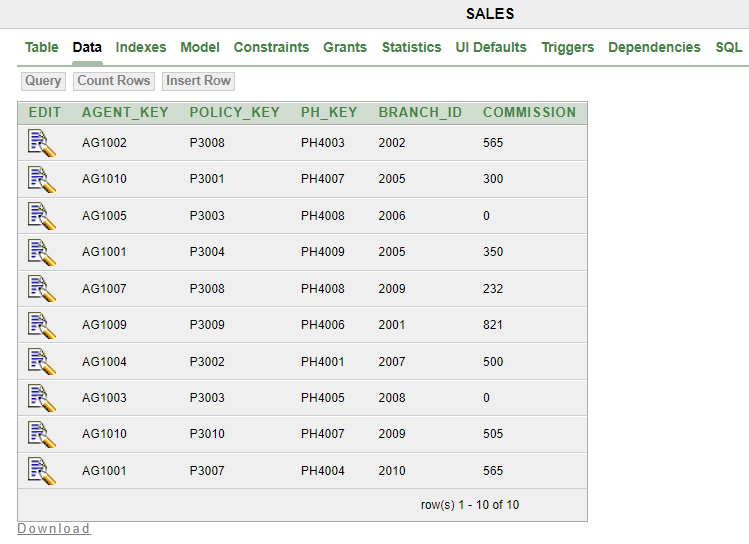 SALES
Table Data Indexes Model Constraints Grants Statistics UI Defaults Triggers Dependencies SQL
Query Count Rows Insert Row
EDIT AGENT_KEY POLICY_KEY PH_KEY BRANCH_ID COMMISSION
AG1002 P3008 PH4003 2002 565
AG1010 P3001 PH4007 2005 300
AG1005 P3003 PH4008 2006 0
AG1001 P3004 PH4009 2005 350
AG1007 P3008 PH4008 2009 232
AG1009 P3009 PH4006 2001 821
AG1004 P3002 PH4001 2007 500
AG1003 P3003 PH4005 2008 0
AG1010 P3010 PH4007 2009 505
AG1001 P3007 PH4004 2010 565
row(s) 1 - 10 of 10
Download